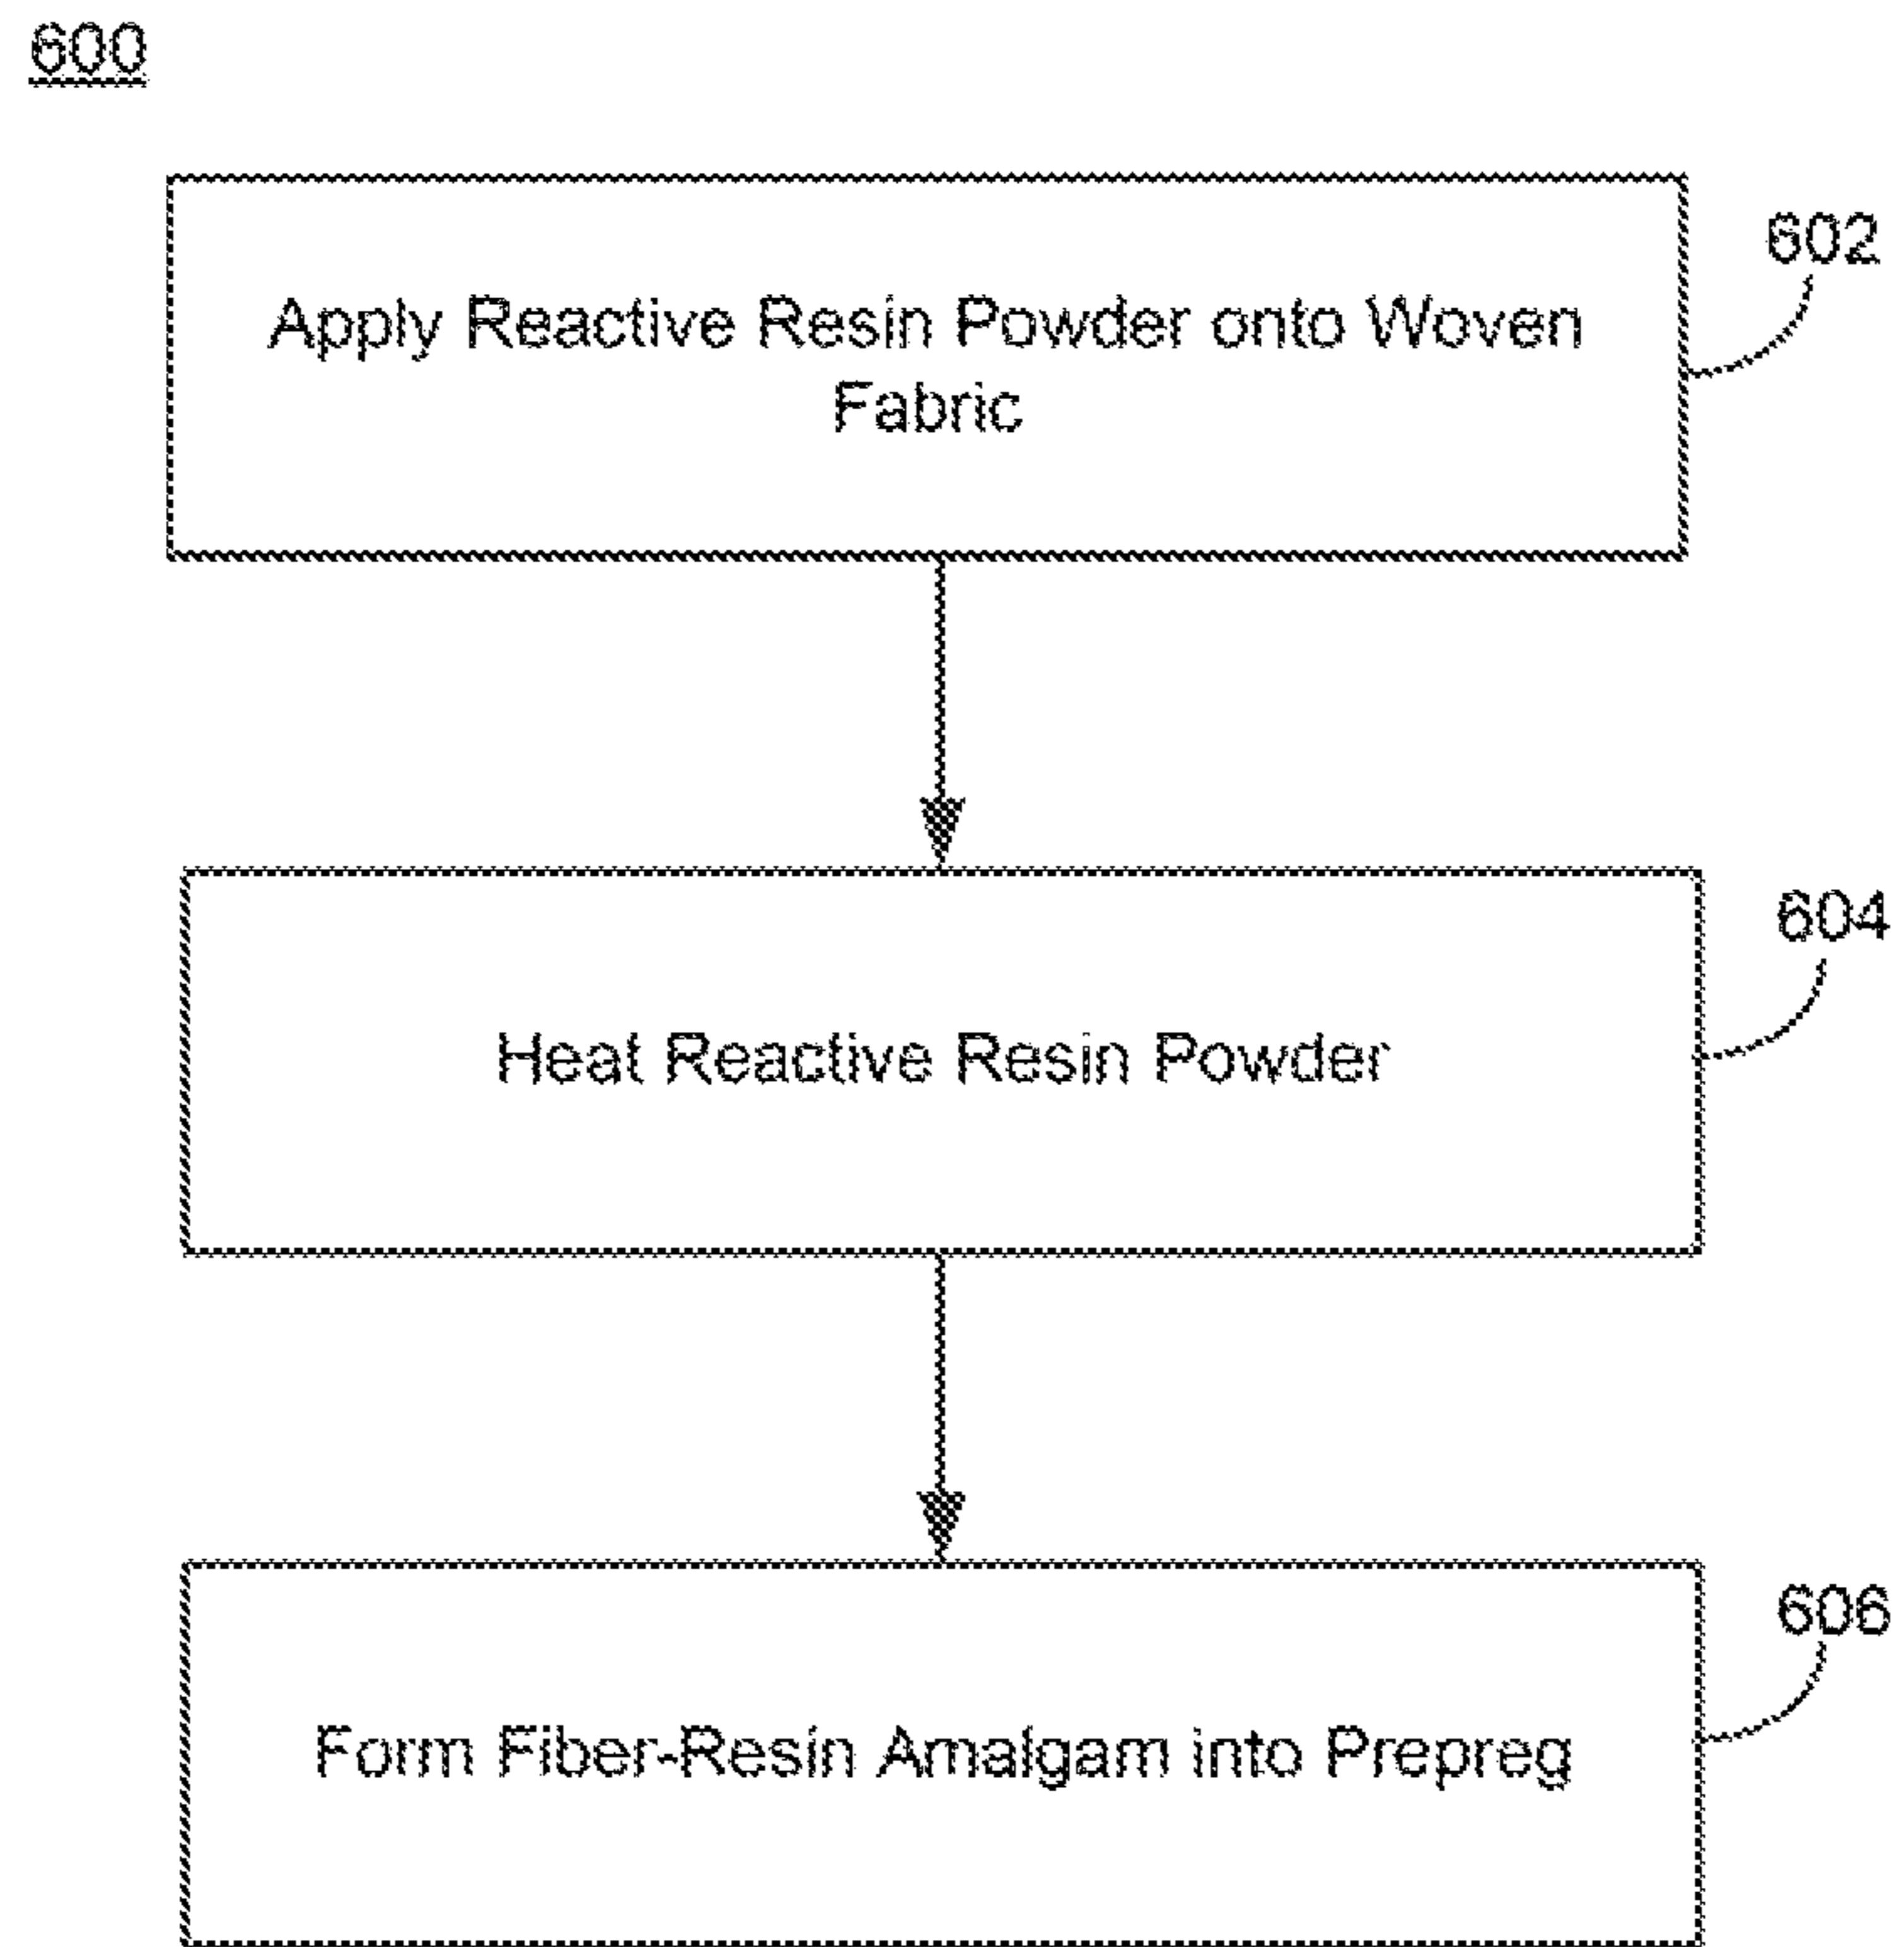 600
Apply Reactive Resin Powder onto Woven
Fabric
602
Heat Reactive Resin Powder
604
Form Fiber-Resin Amalgam into Prepreg
606